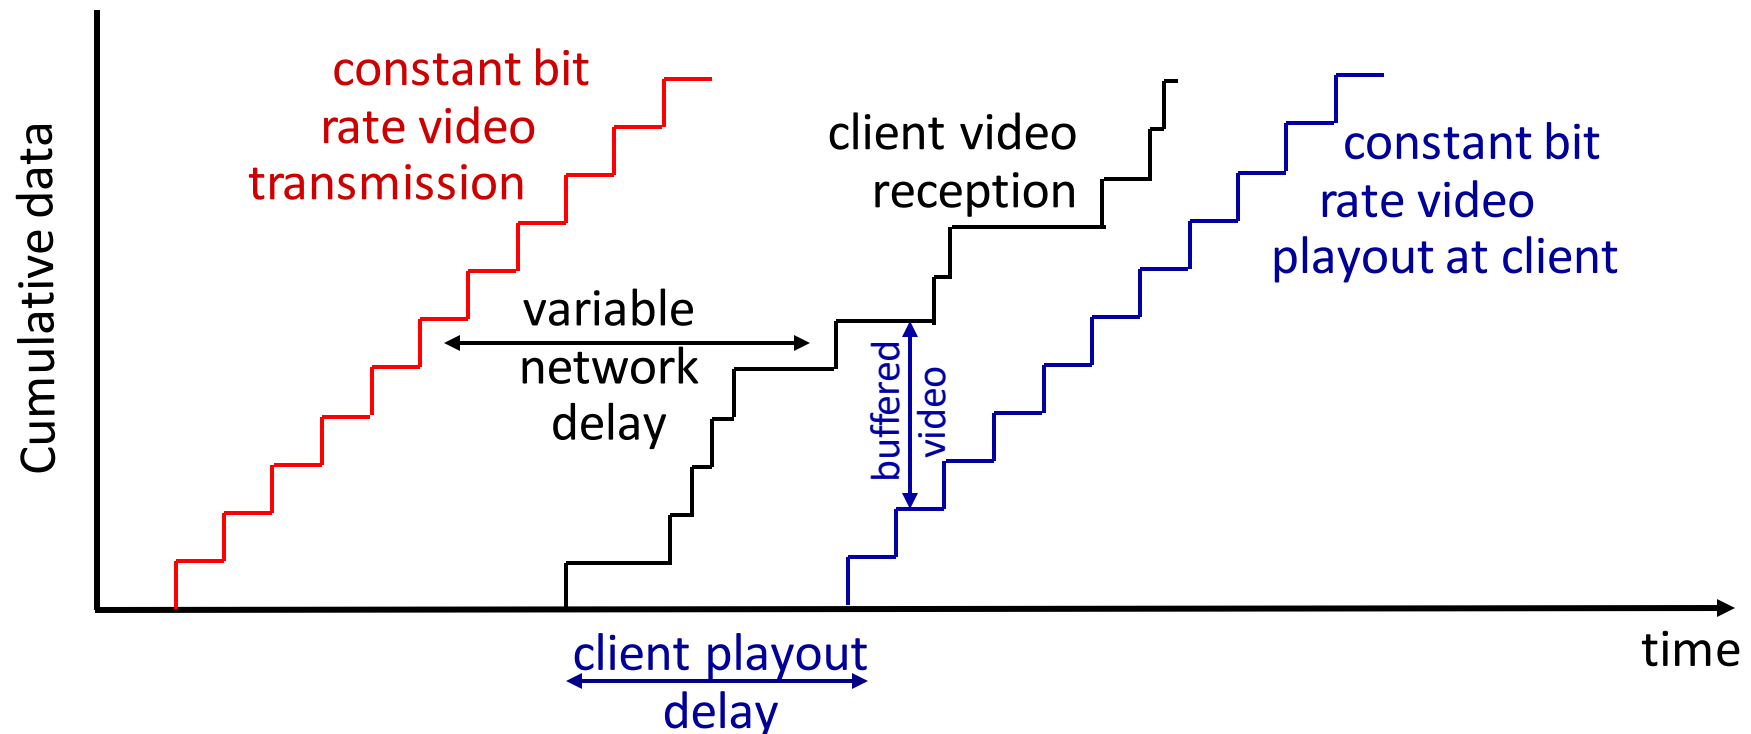 constant bit
rate video
transmission
client video
reception
constant bit
rate video
playout at client
Cumulative data
variable
network
delay
buffered
video
client playout
delay
time